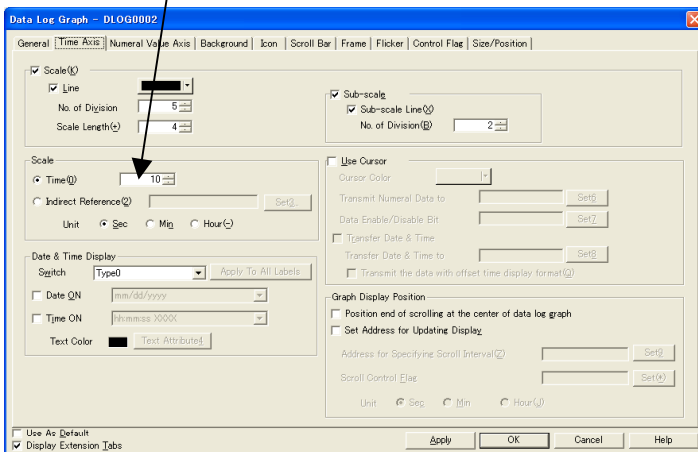 Data Log Graph - DLOG0002
General Time Axis Numeral Value Axis Background Icon Scroll Bar Frame Flicker Control Flag Size/Position
Scale(K)
Line
No. of Division 5
Scale Length(+) 4
Sub-scale
Sub-scale Line(X)
No. of Division(B) 2
Scale
Time(0) 10
Indirect Reference(2) Set3..
Unit Sec Min Hour(-)
Date & Time Display
Switch Type0 Apply To All Labels
Date ON mm/dd/yyyy
Time ON hh:mm:ss XXXX
Text Color Text Attribute4
Use Cursor
Cursor Color
Transmit Numeral Data to Set6
Data Enable/Disable Bit Set7
Transfer Date & Time
Transfer Date & Time to Set8
Transmit the data with offset time display format(Q)
Graph Display Position
Position end of scrolling at the center of data log graph
Set Address for Updating Display
Address for Specifying Scroll Interval(Z) Set9
Scroll Control Flag Set(*)
Unit Sec Min Hour(J)
Use As Default
Display Extension Tabs
Apply OK Cancel Help